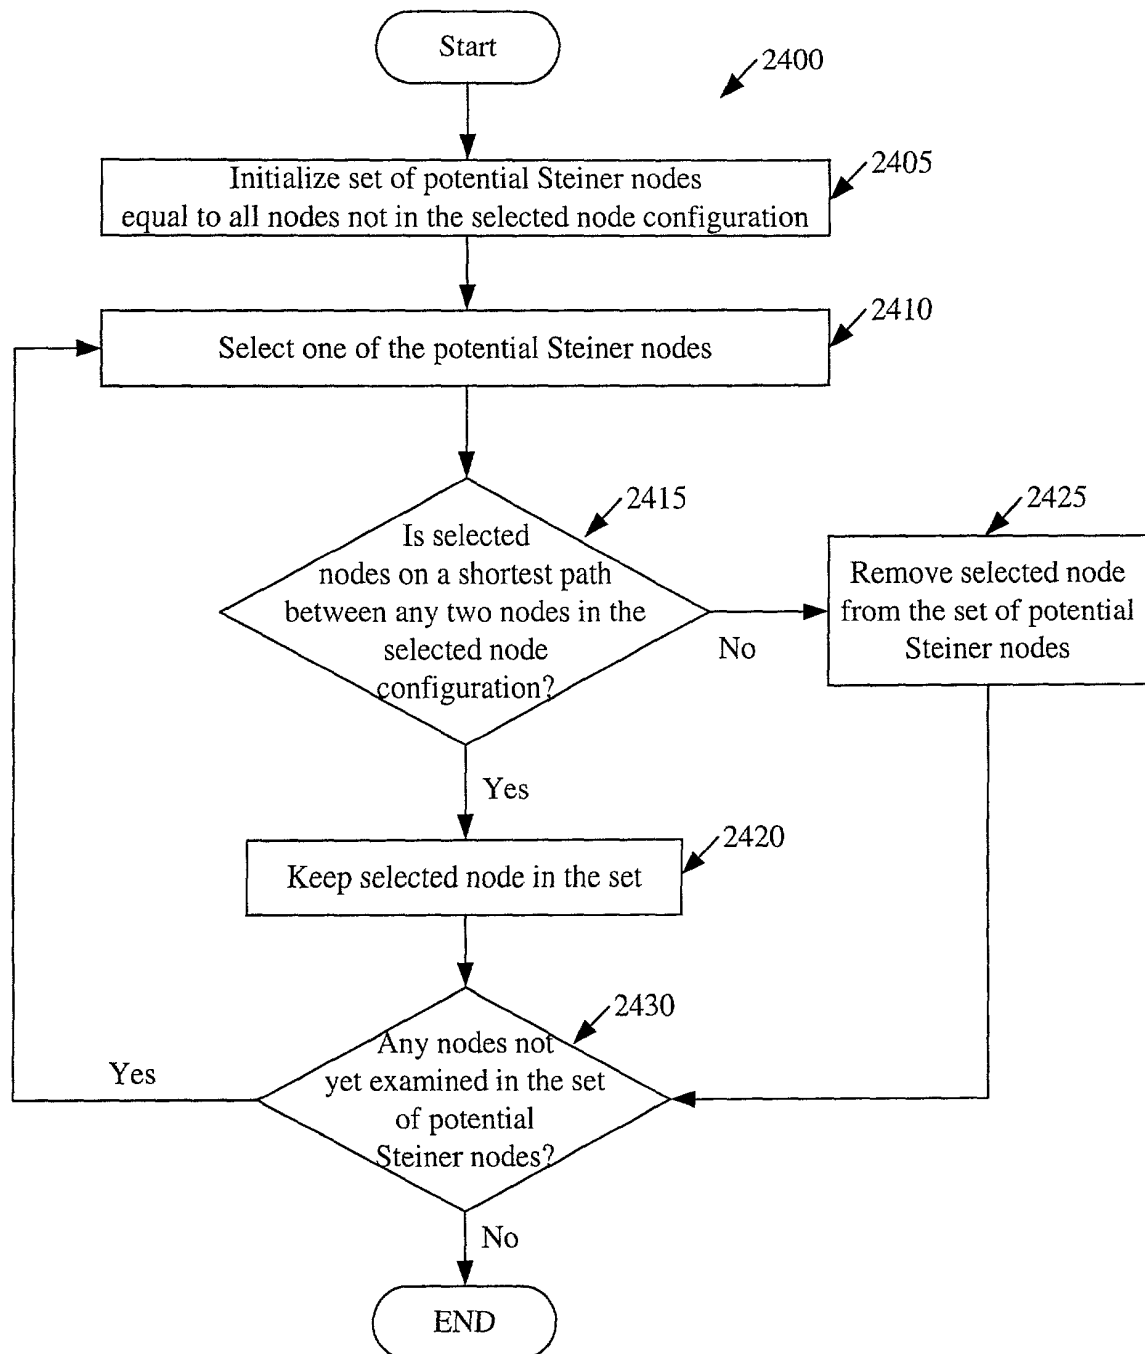 Start
2400
2405
Initialize set of potential Steiner nodes
equal to all nodes not in the selected node configuration
2410
Select one of the potential Steiner nodes
2415
Is selected
nodes on a shortest path
between any two nodes in the
selected node
configuration?
No
2425
Remove selected node
from the set of potential
Steiner nodes
Yes
2420
Keep selected node in the set
2430
Any nodes not
yet examined in the set
of potential
Steiner nodes?
Yes
No
END